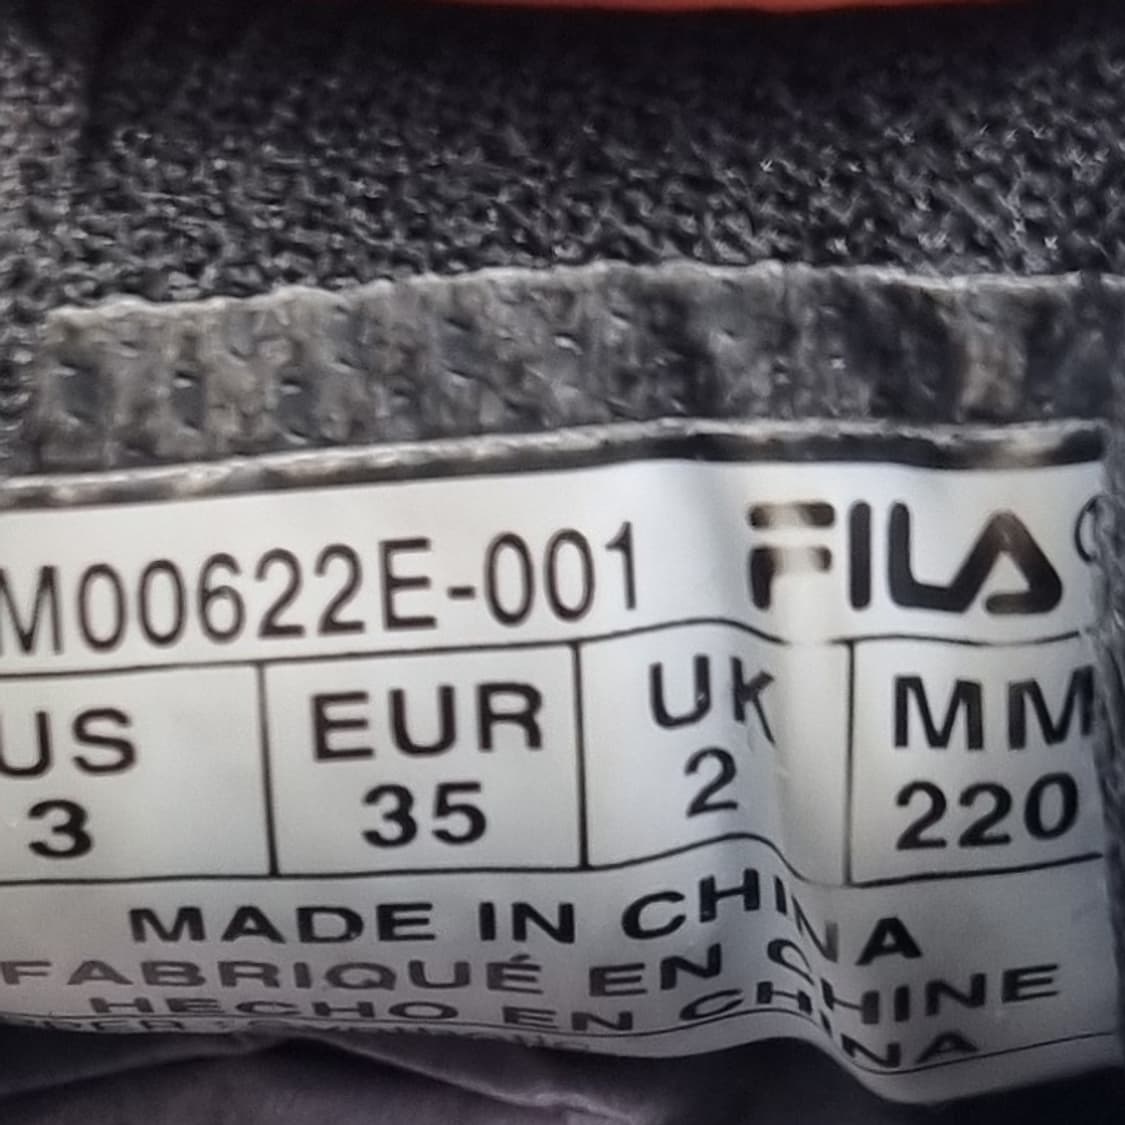 M00622E-001 FILA
US EUR UK MM
3 35 2 220
MADE IN CHINA
FABRIQUÉ EN CHINE
HECHO EN CHINA